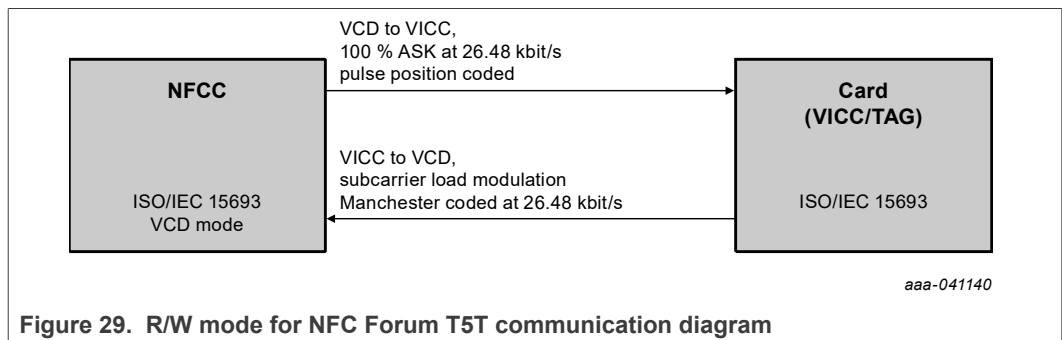 VCD to VICC,
100 % ASK at 26.48 kbit/s
pulse position coded
NFCC
Card
(VICC/TAG)
VICC to VCD,
subcarrier load modulation
Manchester coded at 26.48 kbit/s
ISO/IEC 15693
VCD mode
ISO/IEC 15693
aaa-041140
Figure 29. R/W mode for NFC Forum T5T communication diagram